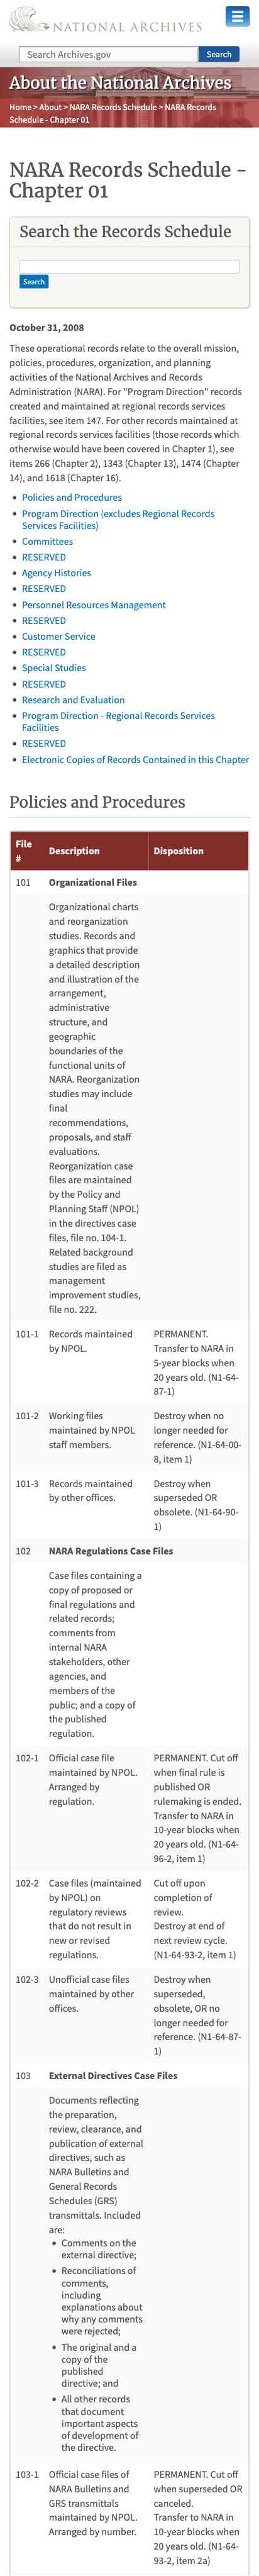 NATIONAL ARCHIVES
Search Archives.gov
Search
About the National Archives
Home > About > NARA Records Schedule > NARA Records
Schedule - Chapter 01
NARA Records Schedule -
Chapter 01
Search the Records Schedule
Search
October 31, 2008
These operational records relate to the overall mission,
policies, procedures, organization, and planning
activities of the National Archives and Records
Administration (NARA). For "Program Direction" records
created and maintained at regional records services
facilities, see item 147. For other records maintained at
regional records services facilities (those records which
otherwise would have been covered in Chapter 1), see
items 266 (Chapter 2), 1343 (Chapter 13), 1474 (Chapter
14), and 1618 (Chapter 16).
Policies and Procedures
Program Direction (excludes Regional Records
Services Facilities)
Committees
RESERVED
Agency Histories
RESERVED
Personnel Resources Management
RESERVED
Customer Service
RESERVED
Special Studies
RESERVED
Research and Evaluation
Program Direction - Regional Records Services
Facilities
RESERVED
Electronic Copies of Records Contained in this Chapter
Policies and Procedures
File
#
Description
Disposition
101
Organizational Files
Organizational charts
and reorganization
studies. Records and
graphics that provide
a detailed description
and illustration of the
arrangement,
administrative
structure, and
geographic
boundaries of the
functional units of
NARA. Reorganization
studies may include
final
recommendations,
proposals, and staff
evaluations.
Reorganization case
files are maintained
by the Policy and
Planning Staff (NPOL)
in the directives case
files, file no. 104-1.
Related background
studies are filed as
management
improvement studies,
file no. 222.
101-1
Records maintained
by NPOL.
PERMANENT.
Transfer to NARA in
5-year blocks when
20 years old. (N1-64-
87-1)
101-2
Working files
maintained by NPOL
staff members.
Destroy when no
longer needed for
reference. (N1-64-00-
8, item 1)
101-3
Records maintained
by other offices.
Destroy when
superseded OR
obsolete. (N1-64-90-
1)
102
NARA Regulations Case Files
Case files containing a
copy of proposed or
final regulations and
related records;
comments from
internal NARA
stakeholders, other
agencies, and
members of the
public; and a copy of
the published
regulation.
102-1
Official case file
maintained by NPOL.
Arranged by
regulation.
PERMANENT. Cut off
when final rule is
published OR
rulemaking is ended.
Transfer to NARA in
10-year blocks when
20 years old. (N1-64-
96-2, item 1)
102-2
Case files (maintained
by NPOL) on
regulatory reviews
that do not result in
new or revised
regulations.
Cut off upon
completion of
review.
Destroy at end of
next review cycle.
(N1-64-93-2, item 1)
102-3
Unofficial case files
maintained by other
offices.
Destroy when
superseded,
obsolete, OR no
longer needed for
reference. (N1-64-87-
1)
103
External Directives Case Files
Documents reflecting
the preparation,
review, clearance, and
publication of external
directives, such as
NARA Bulletins and
General Records
Schedules (GRS)
transmittals. Included
are:
Comments on the
external directive;
Reconciliations of
comments,
including
explanations about
why any comments
were rejected;
The original and a
copy of the
published
directive; and
All other records
that document
important aspects
of development of
the directive.
103-1
Official case files of
NARA Bulletins and
GRS transmittals
maintained by NPOL.
Arranged by number.
PERMANENT. Cut off
when superseded OR
canceled.
Transfer to NARA in
10-year blocks when
20 years old. (N1-64-
93-2, item 2a)